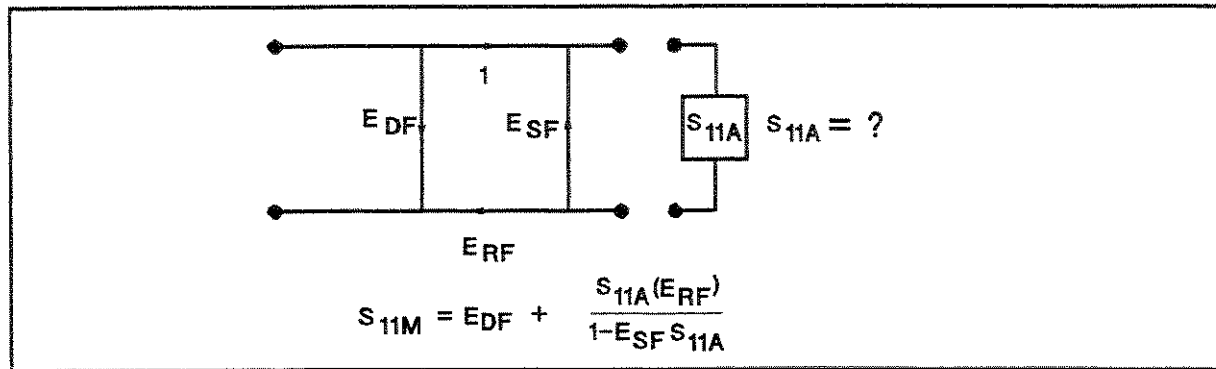 1
E DF E SF S11A S11A = ?
E RF
S11M = EDF + S11A(ERF)
1-ESF S11A